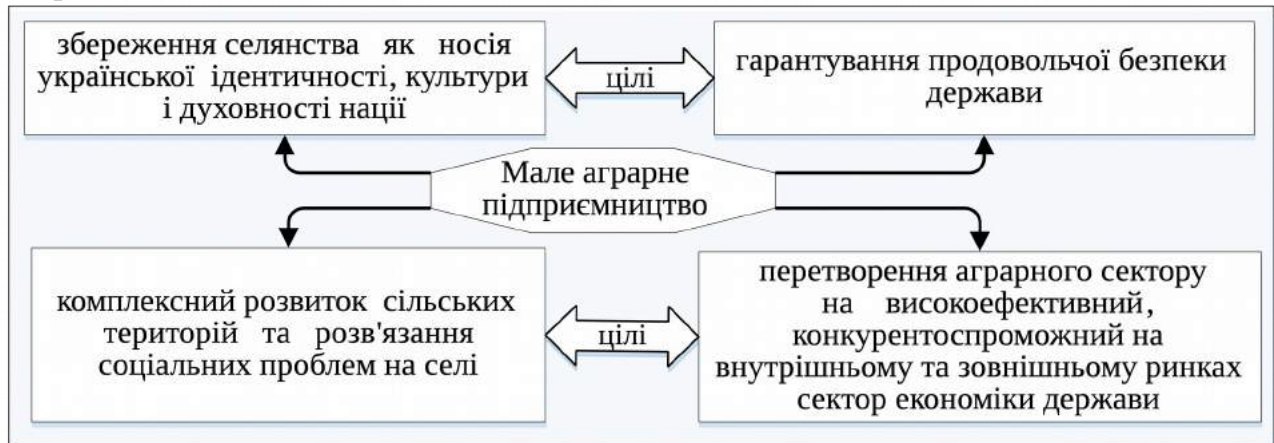 збереження селянства як носія
української ідентичності, культури
і духовності нації
цілі
гарантування продовольчої безпеки
держави
Мале аграрне
підприємництво
комплексний розвиток сільських
територій та розв'язання
соціальних проблем на селі
цілі
перетворення аграрного сектору
на високоефективний,
конкурентоспроможний на
внутрішньому та зовнішньому ринках
сектор економіки держави